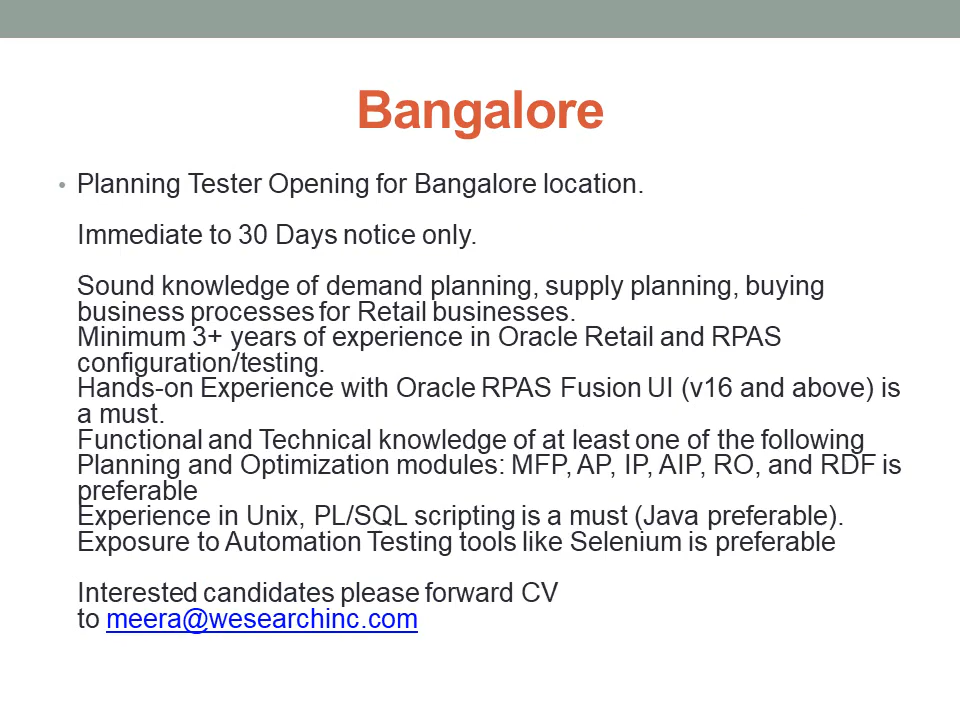 Bangalore
• Planning Tester Opening for Bangalore location.
Immediate to 30 Days notice only.
Sound knowledge of demand planning, supply planning, buying
business processes for Retail businesses.
Minimum 3+ years of experience in Oracle Retail and RPAS
configuration/testing.
Hands-on Experience with Oracle RPAS Fusion UI (v16 and above) is
a must.
Functional and Technical knowledge of at least one of the following
Planning and Optimization modules: MFP, AP, IP, AIP, RO, and RDF is
preferable
Experience in Unix, PL/SQL scripting is a must (Java preferable).
Exposure to Automation Testing tools like Selenium is preferable
Interested candidates please forward CV
to meera@wesearchinc.com